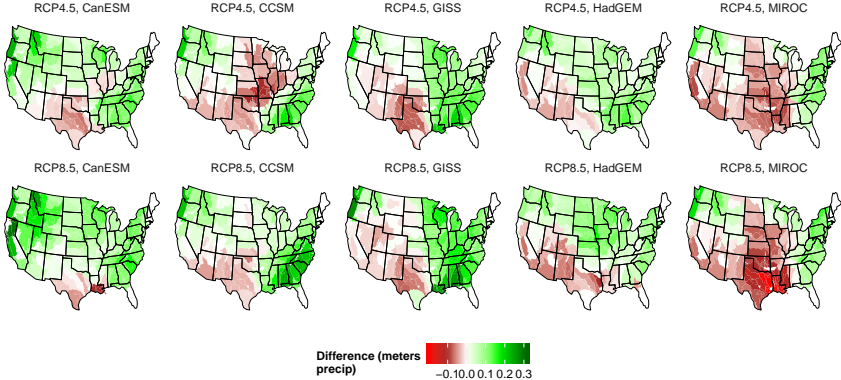 RCP4.5, CanESM
RCP4.5, CCSM
RCP4.5, GISS
RCP4.5, HadGEM
RCP4.5, MIROC
RCP8.5, CanESM
RCP8.5, CCSM
RCP8.5, GISS
RCP8.5, HadGEM
RCP8.5, MIROC
Difference (meters
precip)
−0.10.0 0.1 0.2 0.3